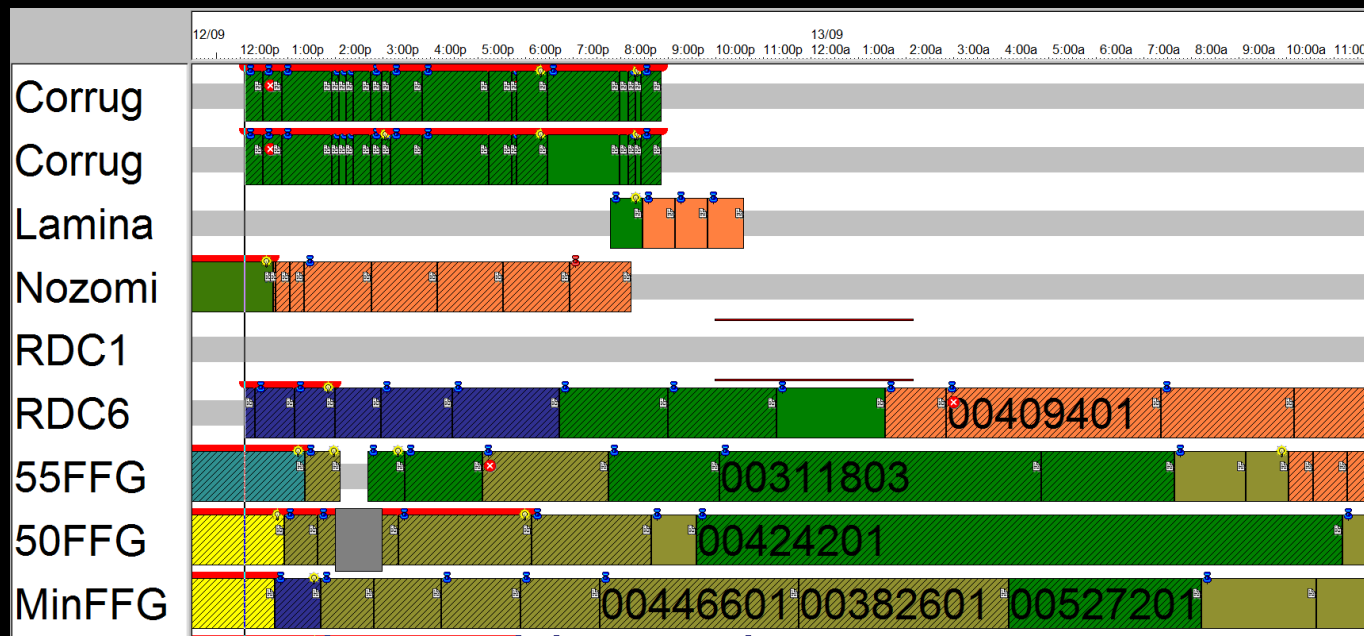 12/09 13/09
12:00p 1:00p 2:00p 3:00p 4:00p 5:00p 6:00p 7:00p 8:00p 9:00p 10:00p 11:00p 12:00a 1:00a 2:00a 3:00a 4:00a 5:00a 6:00a 7:00a 8:00a 9:00a 10:00a 11:00
Corrug
Corrug
Lamina
Nozomi
RDC1
RDC6 00409401
55FFG 00311803
50FFG 00424201
MinFFG 00446601 00382601 00527201